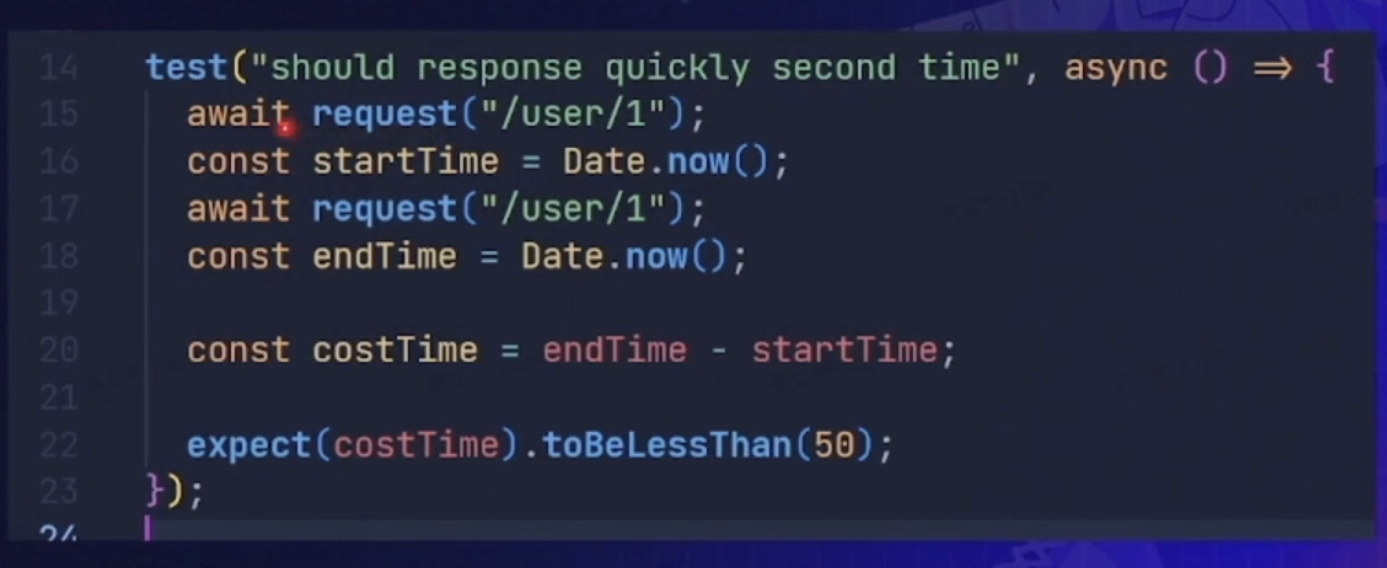 14 test("should response quickly second time", async () => {
15 await request("/user/1");
16 const startTime = Date.now();
17 await request("/user/1");
18 const endTime = Date.now();
19
20 const costTime = endTime - startTime;
21
22 expect(costTime).toBeLessThan(50);
23 });
24